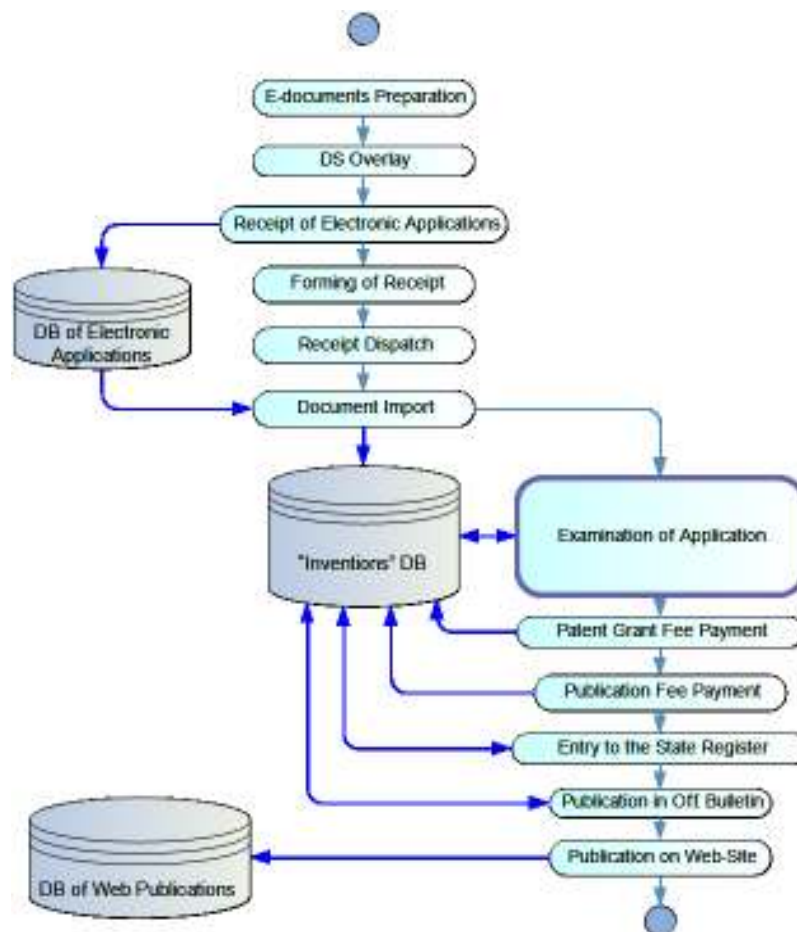 E-documents Preparation
DS Overlay
Receipt of Electronic Applications
Forming of Receipt
DB of Electronic
Applications
Receipt Dispatch
Document Import
Examination of Application
"Inventions" DB
Patent Grant Fee Payment
Publication Fee Payment
Entry to the State Register
Publication in Off. Bulletin
Publication on Web-Site
DB of Web Publications